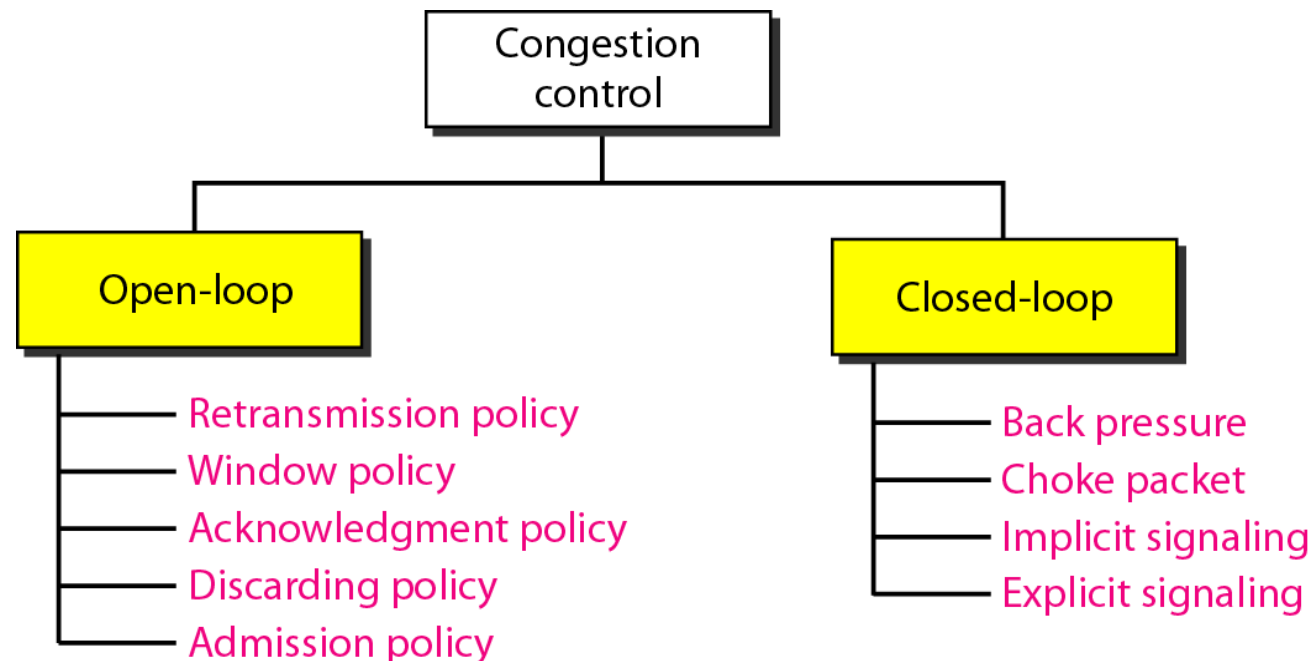 Congestion
control
Open-loop
Retransmission policy
Window policy
Acknowledgment policy
Discarding policy
Admission policy
Closed-loop
Back pressure
Choke packet
Implicit signaling
Explicit signaling